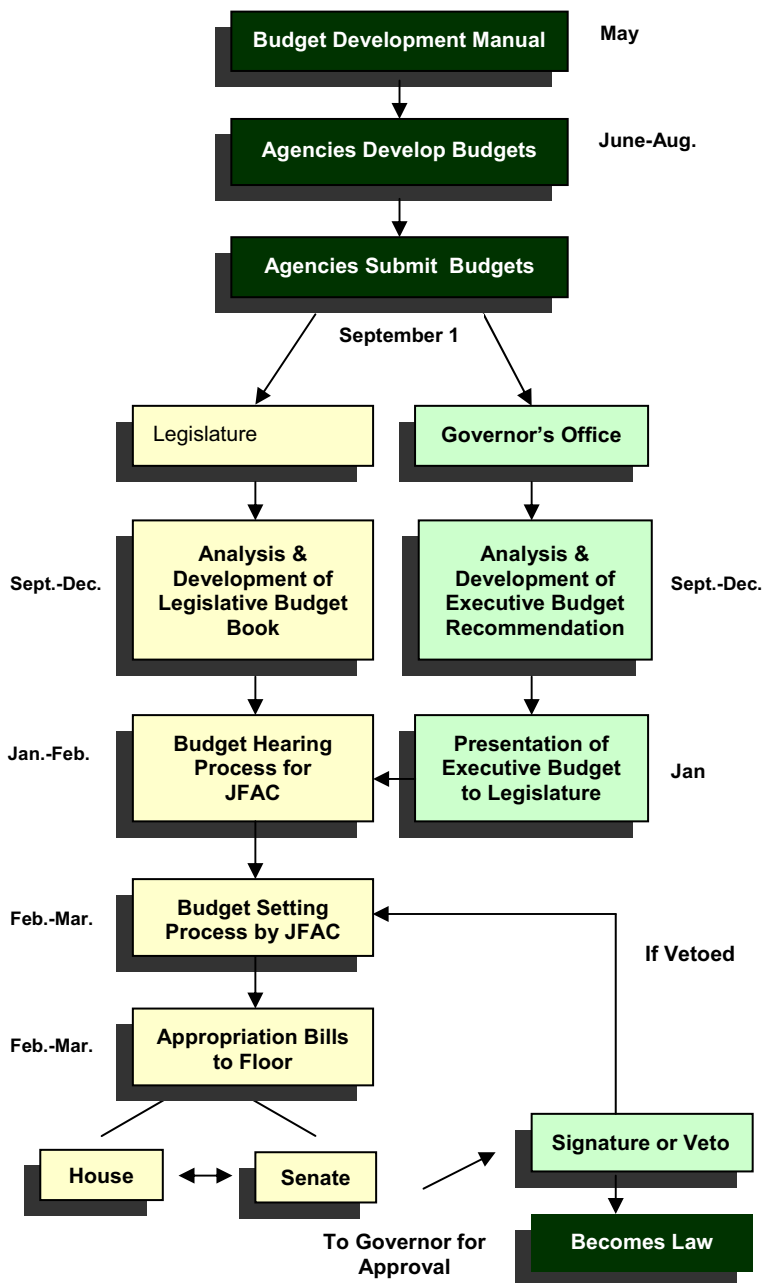 Budget Development Manual
May
Agencies Develop Budgets
June-Aug.
Agencies Submit Budgets
September 1
Legislature
Governor's Office
Sept.-Dec.
Analysis &
Development of
Legislative Budget
Book
Analysis &
Development of
Executive Budget
Recommendation
Sept.-Dec.
Jan.-Feb.
Budget Hearing
Process for
JFAC
Presentation of
Executive Budget
to Legislature
Jan
Feb.-Mar.
Budget Setting
Process by JFAC
If Vetoed
Feb.-Mar.
Appropriation Bills
to Floor
House
Senate
Signature or Veto
To Governor for
Approval
Becomes Law